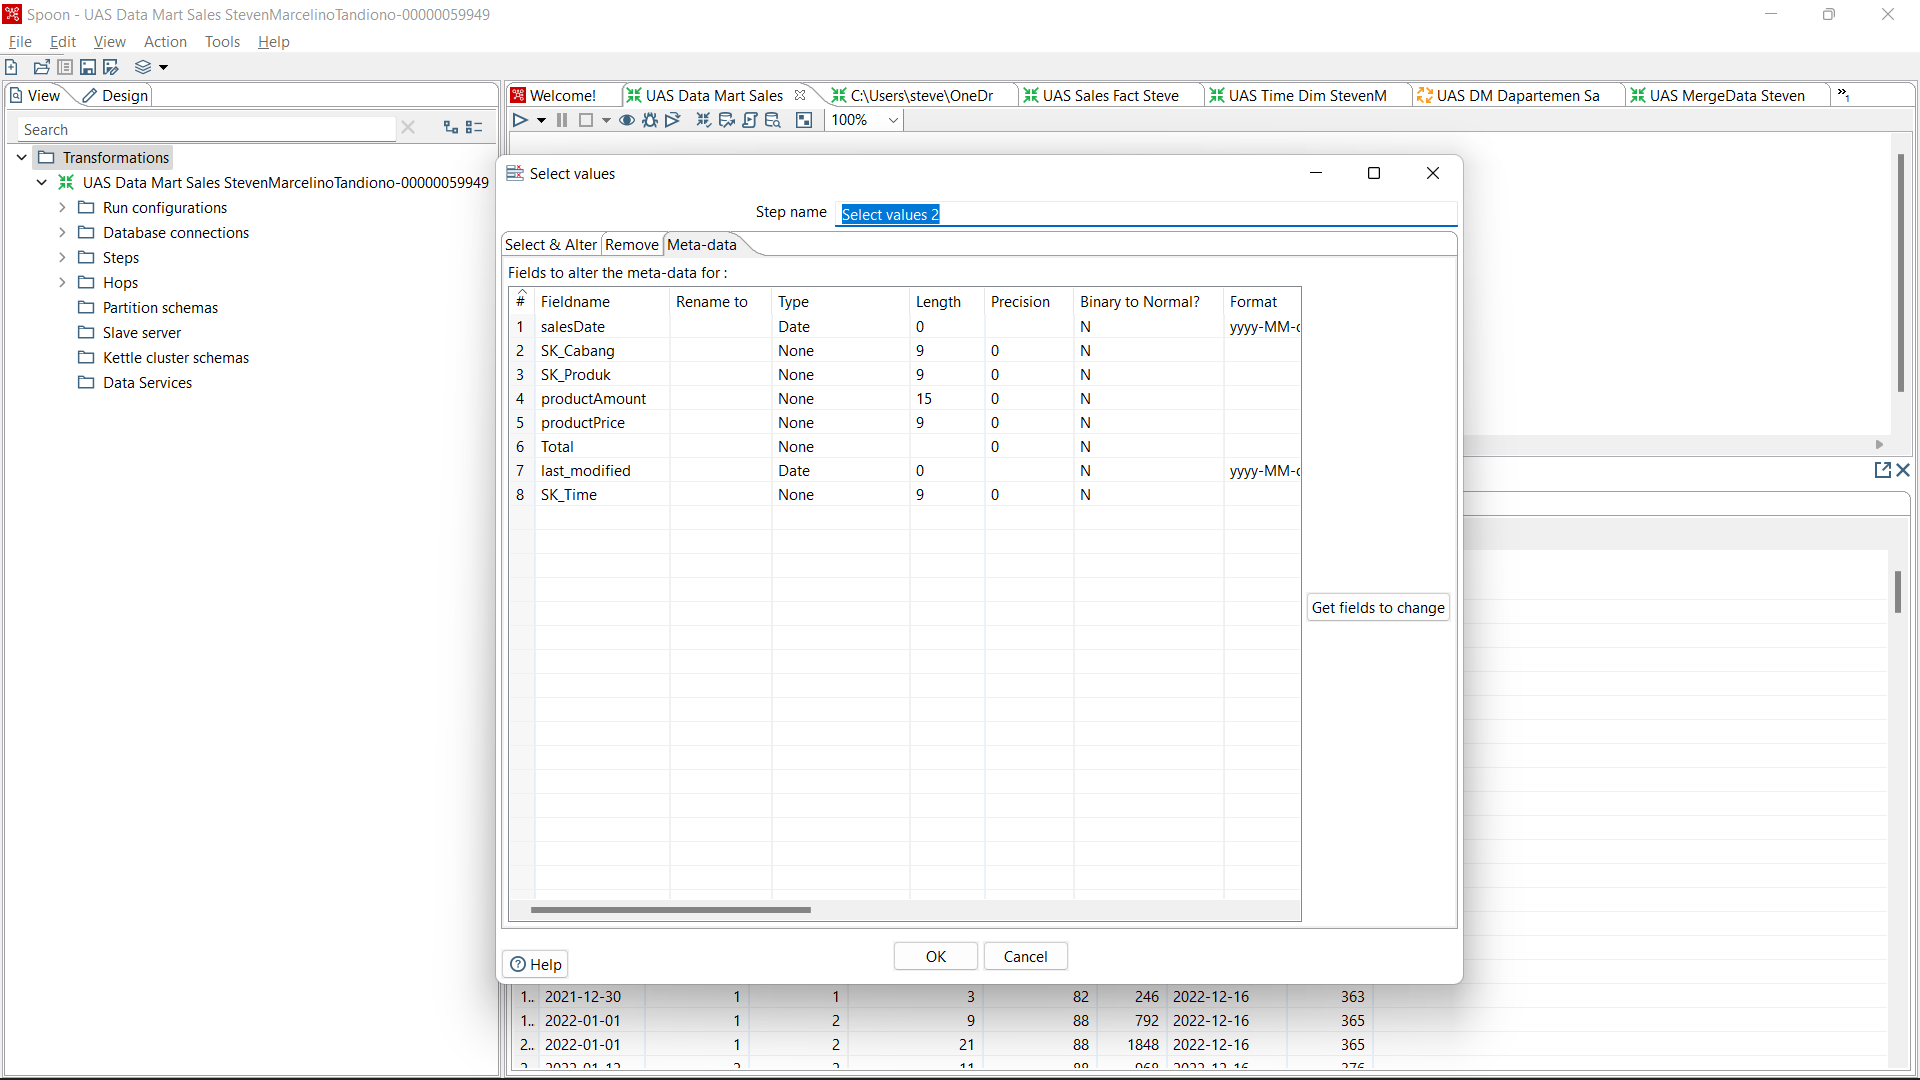 Spoon - UAS Data Mart Sales StevenMarcelinoTandiono-00000059949
File Edit View Action Tools Help
View Design
Welcome! UAS Data Mart Sales C:\Users\steve\OneDr UAS Sales Fact Steve UAS Time Dim StevenM UAS DM Dapartemen Sa UAS MergeData Steven »1
100%
Search
Transformations
UAS Data Mart Sales StevenMarcelinoTandiono-00000059949
Run configurations
Database connections
Steps
Hops
Partition schemas
Slave server
Kettle cluster schemas
Data Services
Select values
Step name Select values 2
Select & Alter Remove Meta-data
Fields to alter the meta-data for :
# Fieldname Rename to Type Length Precision Binary to Normal? Format
1 salesDate Date 0 N yyyy-MM-
2 SK_Cabang None 9 0 N
3 SK_Produk None 9 0 N
4 productAmount None 15 0 N
5 productPrice None 9 0 N
6 Total None 0 N
7 last_modified Date 0 N yyyy-MM-
8 SK_Time None 9 0 N
Get fields to change
OK Cancel
Help
1.. 2021-12-30 1 1 3 82 246 2022-12-16 363
1.. 2022-01-01 1 2 9 88 792 2022-12-16 365
2.. 2022-01-01 1 2 21 88 1848 2022-12-16 365